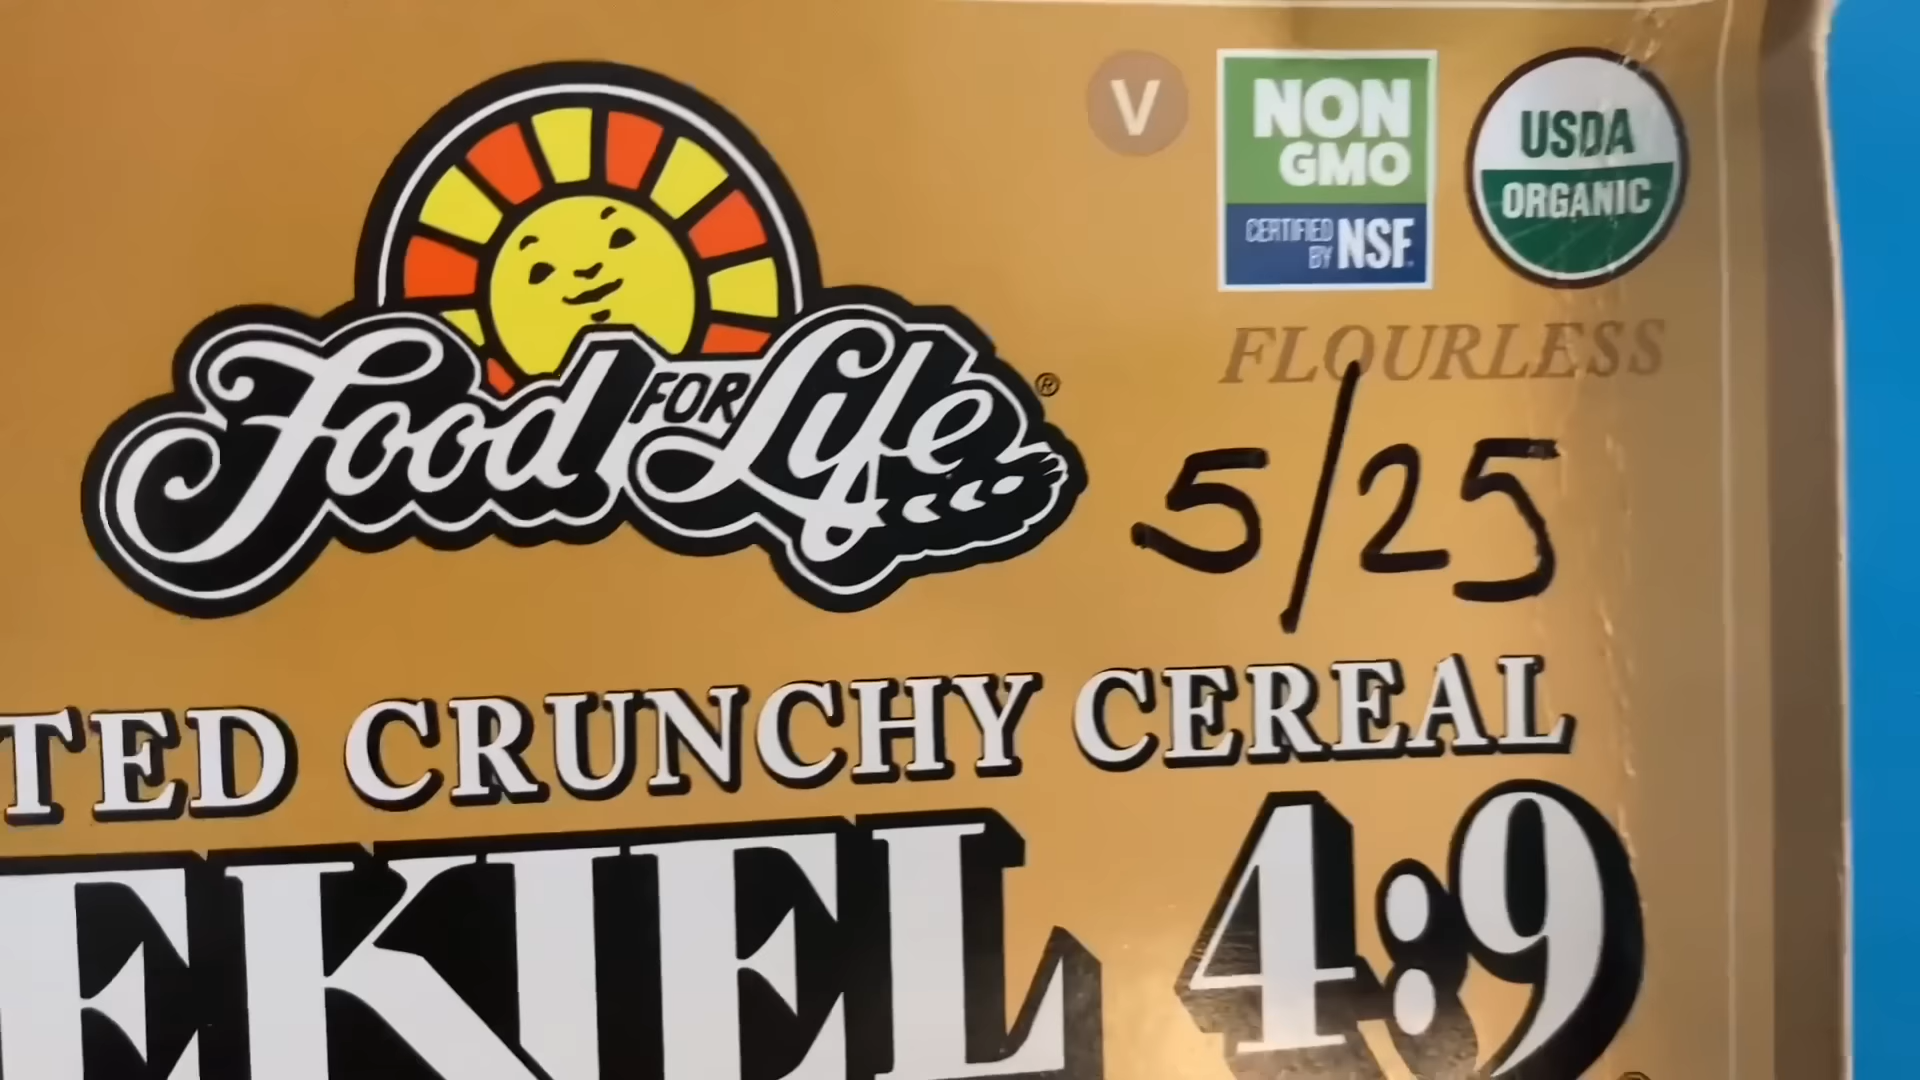 V
NON
GMO
CERTIFIED
BY NSF
USDA
ORGANIC
Food FOR Life®
FLOURLESS
5/25
TED CRUNCHY CEREAL
EKIEL 4:9